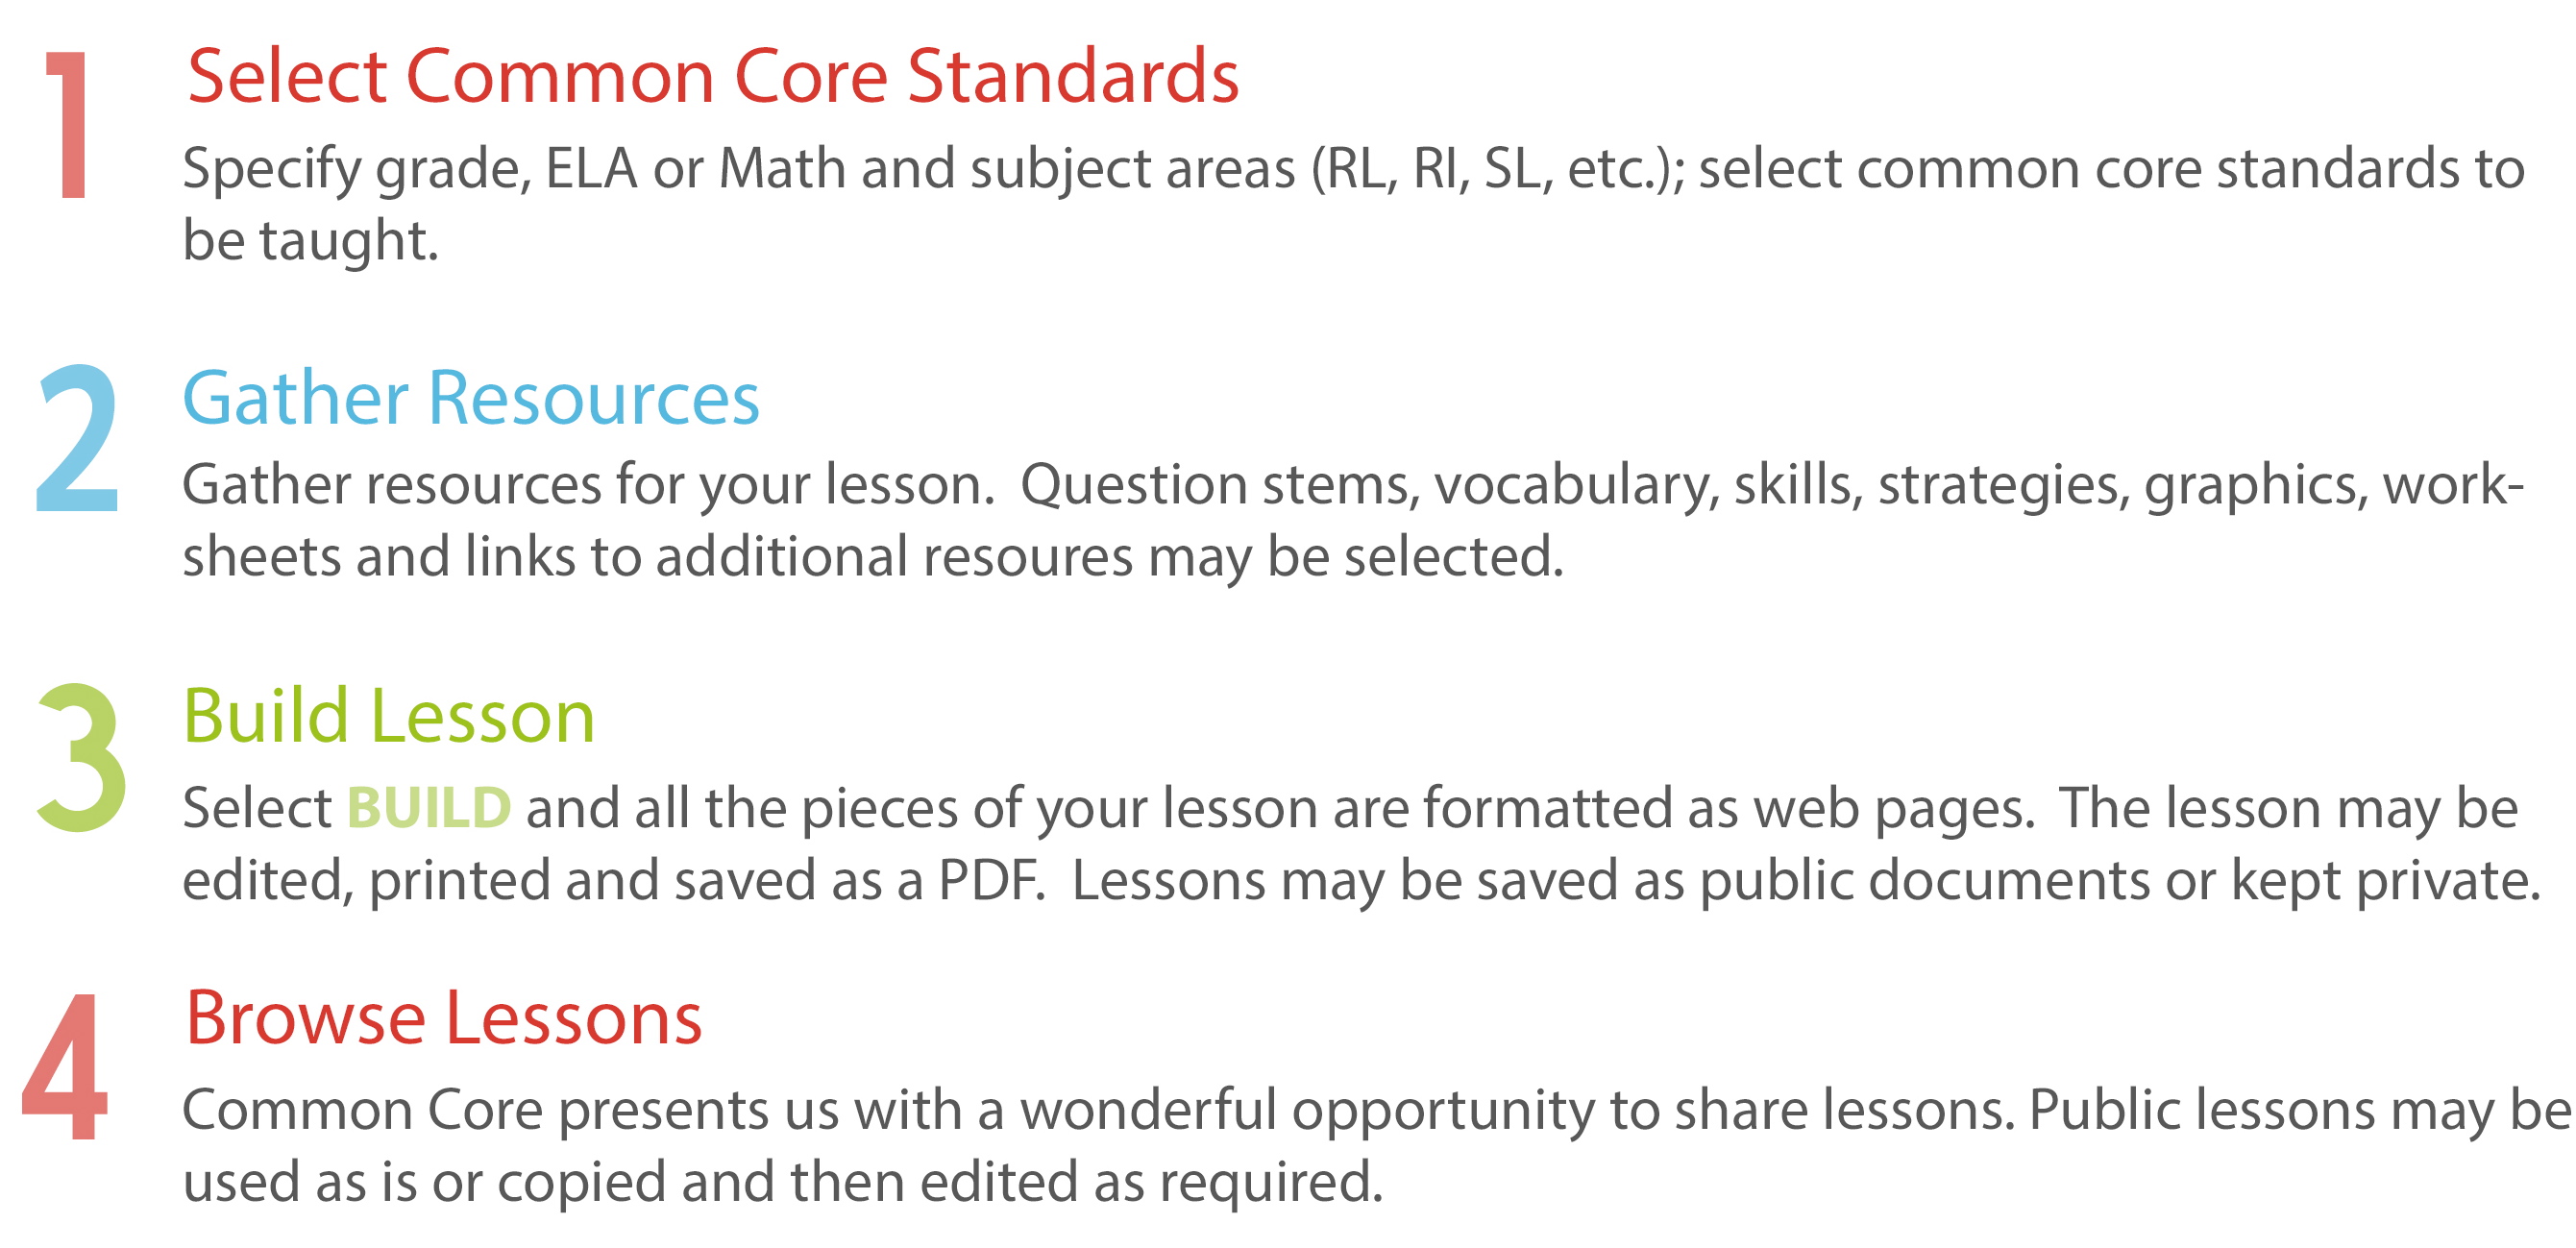 1 Select Common Core Standards
Specify grade, ELA or Math and subject areas (RL, RI, SL, etc.); select common core standards to
be taught.
2 Gather Resources
Gather resources for your lesson.  Question stems, vocabulary, skills, strategies, graphics, work-
sheets and links to additional resoures may be selected.
3 Build Lesson
Select BUILD and all the pieces of your lesson are formatted as web pages.  The lesson may be
edited, printed and saved as a PDF.  Lessons may be saved as public documents or kept private.
4 Browse Lessons
Common Core presents us with a wonderful opportunity to share lessons. Public lessons may be
used as is or copied and then edited as required.